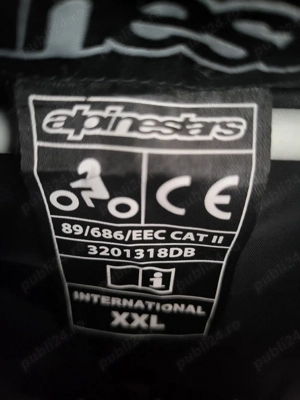 alpinestars
CE
89/686/EEC CAT II
3201318DB
i
INTERNATIONAL
XXL